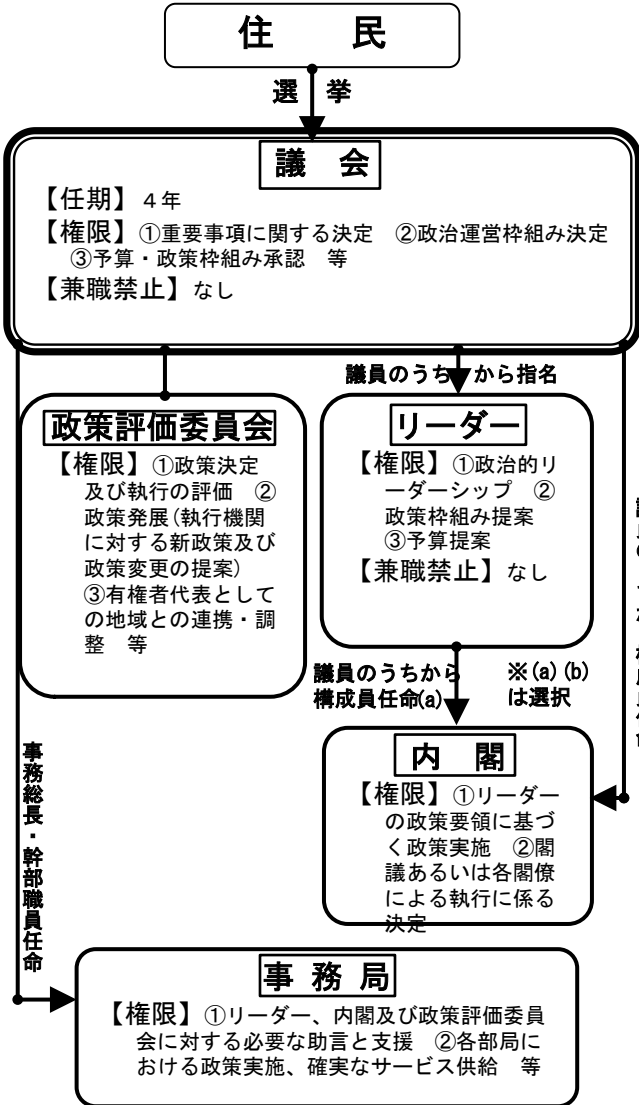 住　民
選　挙
議　会
【任期】４年
【権限】①重要事項に関する決定　②政治運営枠組み決定
③予算・政策枠組み承認　等
【兼職禁止】なし
議員のうち　から指名
政策評価委員会
【権限】①政策決定
及び執行の評価　②
政策発展(執行機関
に対する新政策及び
政策変更の提案)
③有権者代表として
の地域との連携・調
整　等
リーダー
【権限】①政治的リ
ーダーシップ　②
政策枠組み提案
③予算提案
【兼職禁止】なし
議員のうちから
構成員任命(a)
※(a)(b)
は選択
内　閣
【権限】①リーダー
の政策要領に基づ
く政策実施　②閣
議あるいは各閣僚
による執行に係る
決定
事務総長・幹部職員任命
事 務 局
【権限】①リーダー、内閣及び政策評価委員
会に対する必要な助言と支援　②各部局に
おける政策実施、確実なサービス供給　等